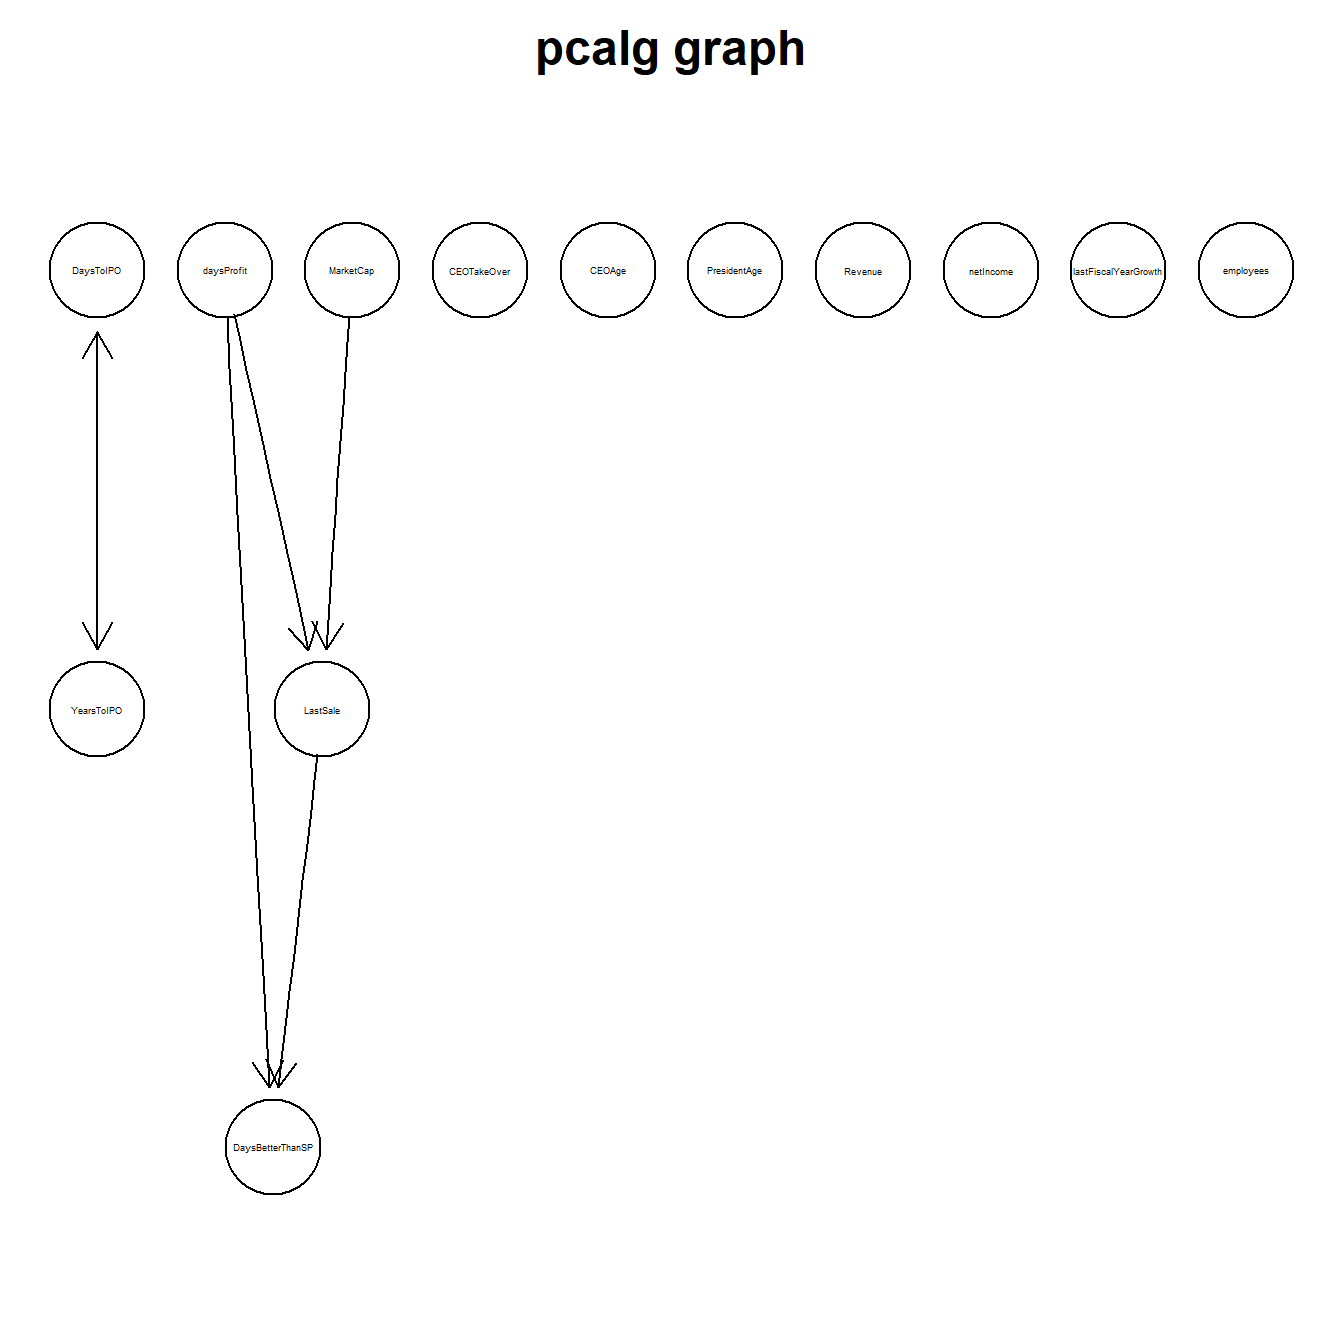 pcalg graph
DaysToIPO
daysProfit
MarketCap
CEOTakeOver
CEOAge
PresidentAge
Revenue
netIncome
lastFiscalYearGrowth
employees
YearsToIPO
LastSale
DaysBetterThanSP